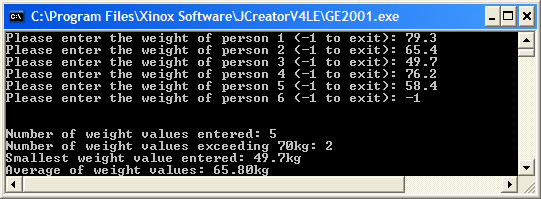 C:\Program Files\Xinox Software\JCreatorV4LE\GE2001.exe
Please enter the weight of person 1 (-1 to exit): 79.3
Please enter the weight of person 2 (-1 to exit): 65.4
Please enter the weight of person 3 (-1 to exit): 49.7
Please enter the weight of person 4 (-1 to exit): 76.2
Please enter the weight of person 5 (-1 to exit): 58.4
Please enter the weight of person 6 (-1 to exit): -1
Number of weight values entered: 5
Number of weight values exceeding 70kg: 2
Smallest weight value entered: 49.7kg
Average of weight values: 65.80kg